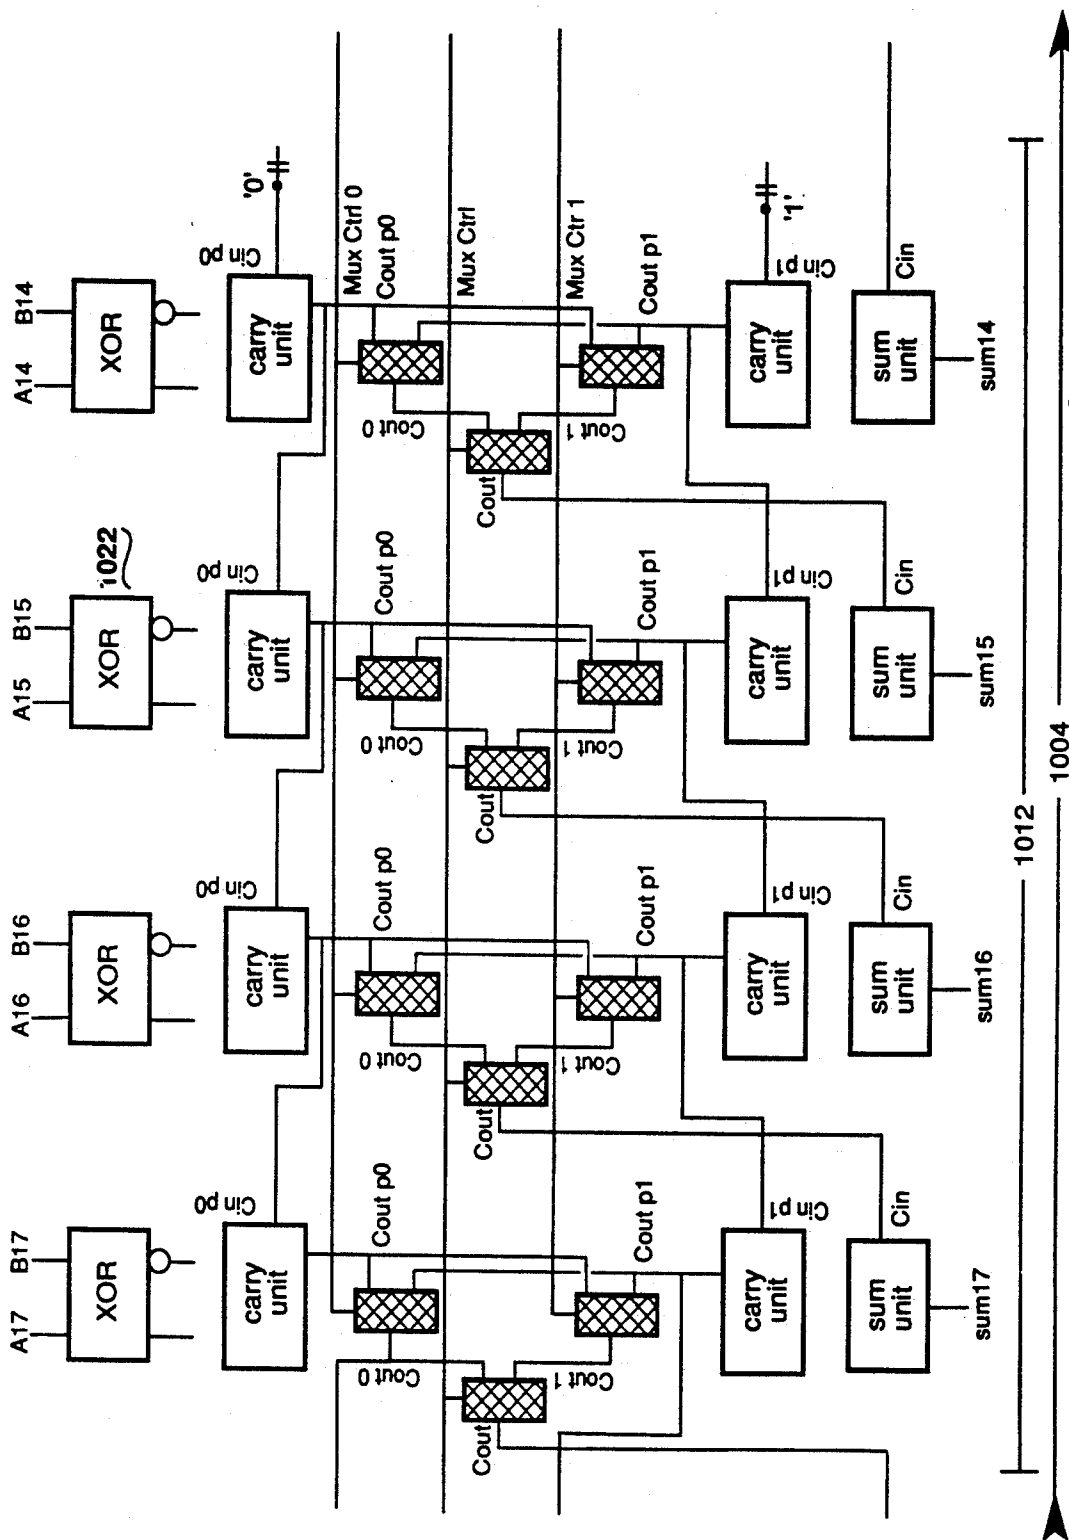 A17 B17 A16 B16 A15 B15 A14 B14
XOR XOR XOR 1022 XOR
Cin p0 Cin p0 Cin p0 Cin p0 '0'
carry unit
carry unit
carry unit
carry unit
Mux Ctrl 0
Cout p0 Cout p0 Cout p0 Cout p0
Cout 0 Cout 0 Cout 0 Cout 0
Mux Ctrl
Cout Cout Cout Cout
Cout 1 Cout 1 Cout 1 Cout 1
Mux Ctr 1
Cout p1 Cout p1 Cout p1 Cout p1
carry unit
carry unit
carry unit
carry unit
Cin p1 Cin p1 Cin p1 Cin p1 '1'
sum unit
sum unit
sum unit
sum unit
Cin Cin Cin Cin
sum17 sum16 sum15 sum14
1012
1004